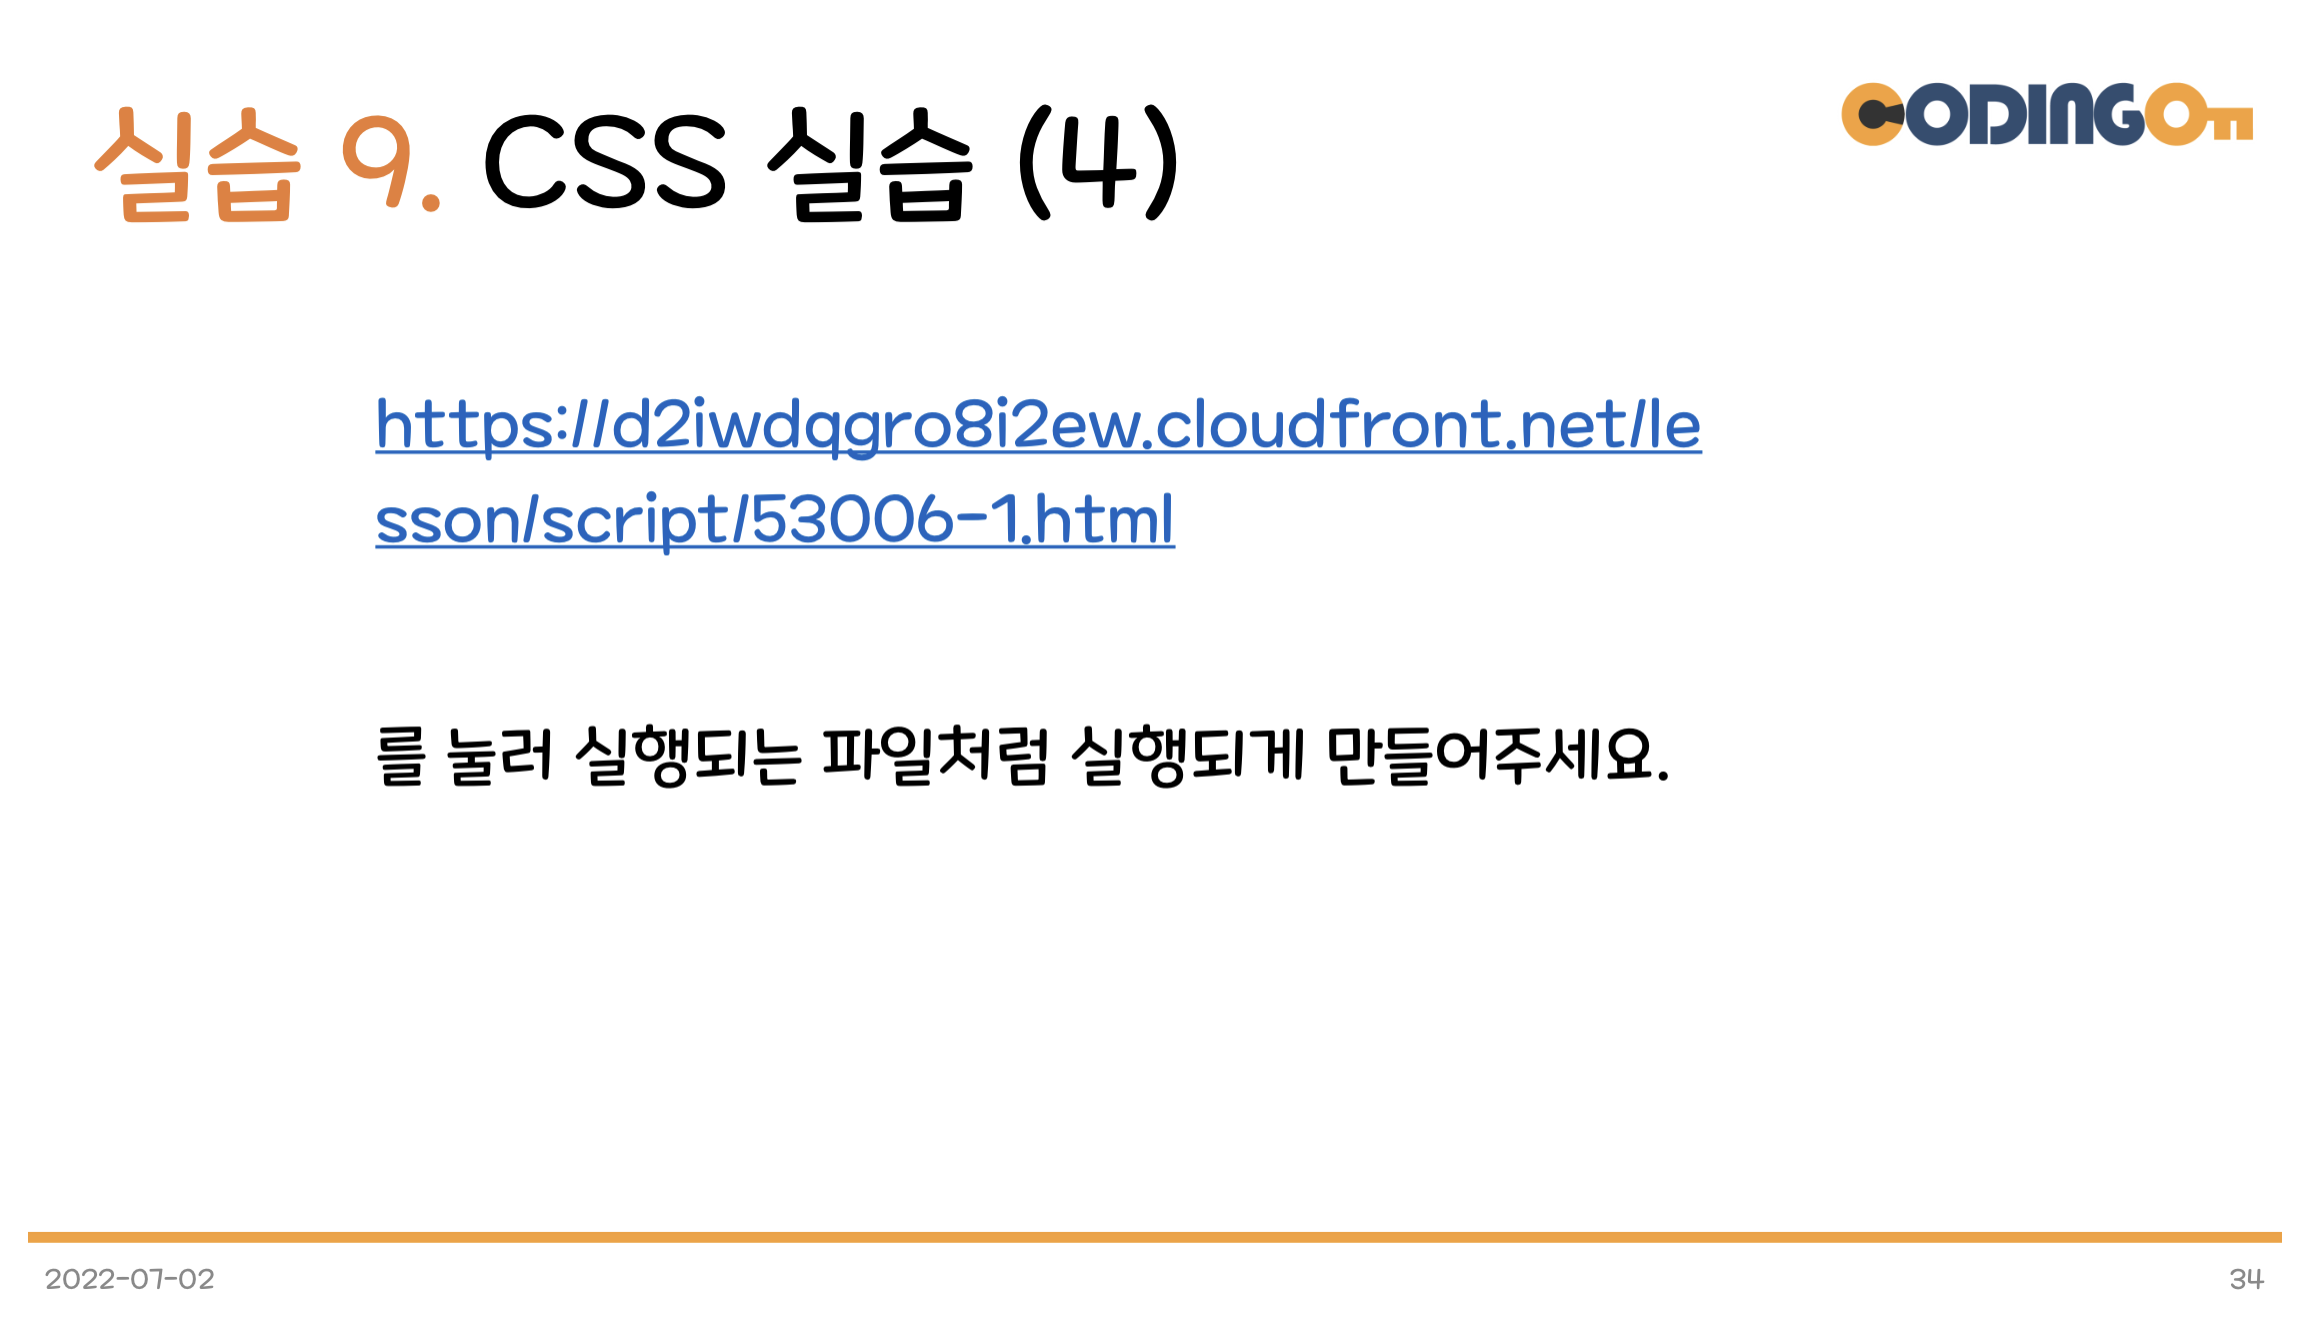 실습 9. CSS 실습 (4)
CODINGOn
https://d2iwdqgro8i2ew.cloudfront.net/le
sson/script/53006-1.html
를 눌러 실행되는 파일처럼 실행되게 만들어주세요.
2022-07-02
34